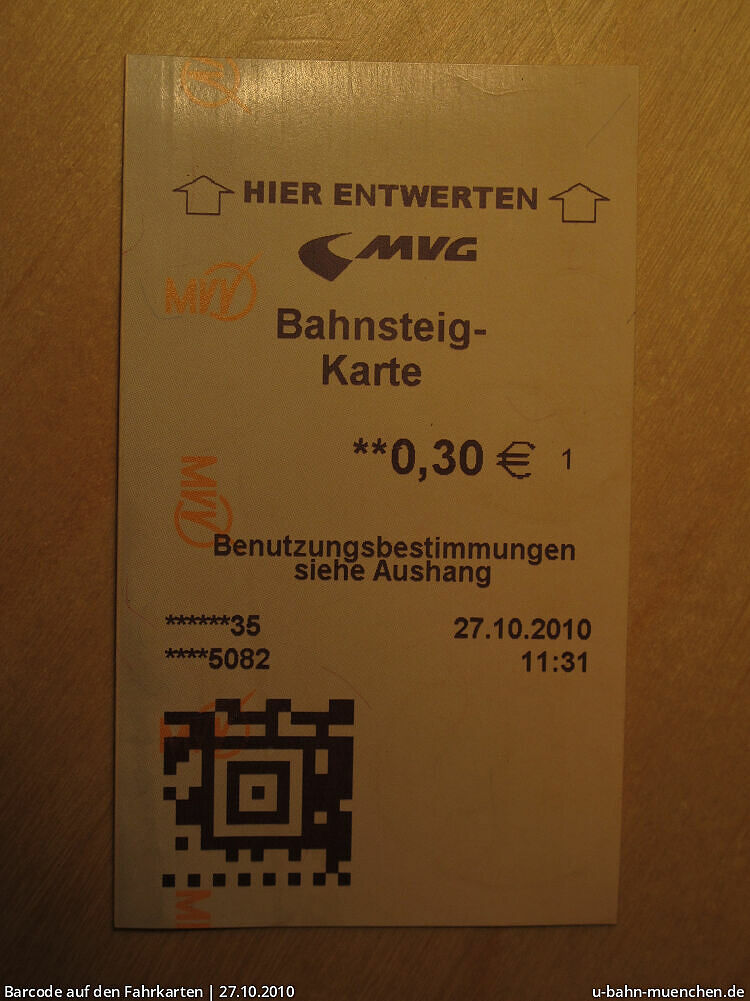 HIER ENTWERTEN
MVG
MVV
Bahnsteig-
Karte
**0,30 € 1
MVV
Benutzungsbestimmungen
siehe Aushang
******35 27.10.2010
****5082 11:31
Barcode auf den Fahrkarten | 27.10.2010 u-bahn-muenchen.de